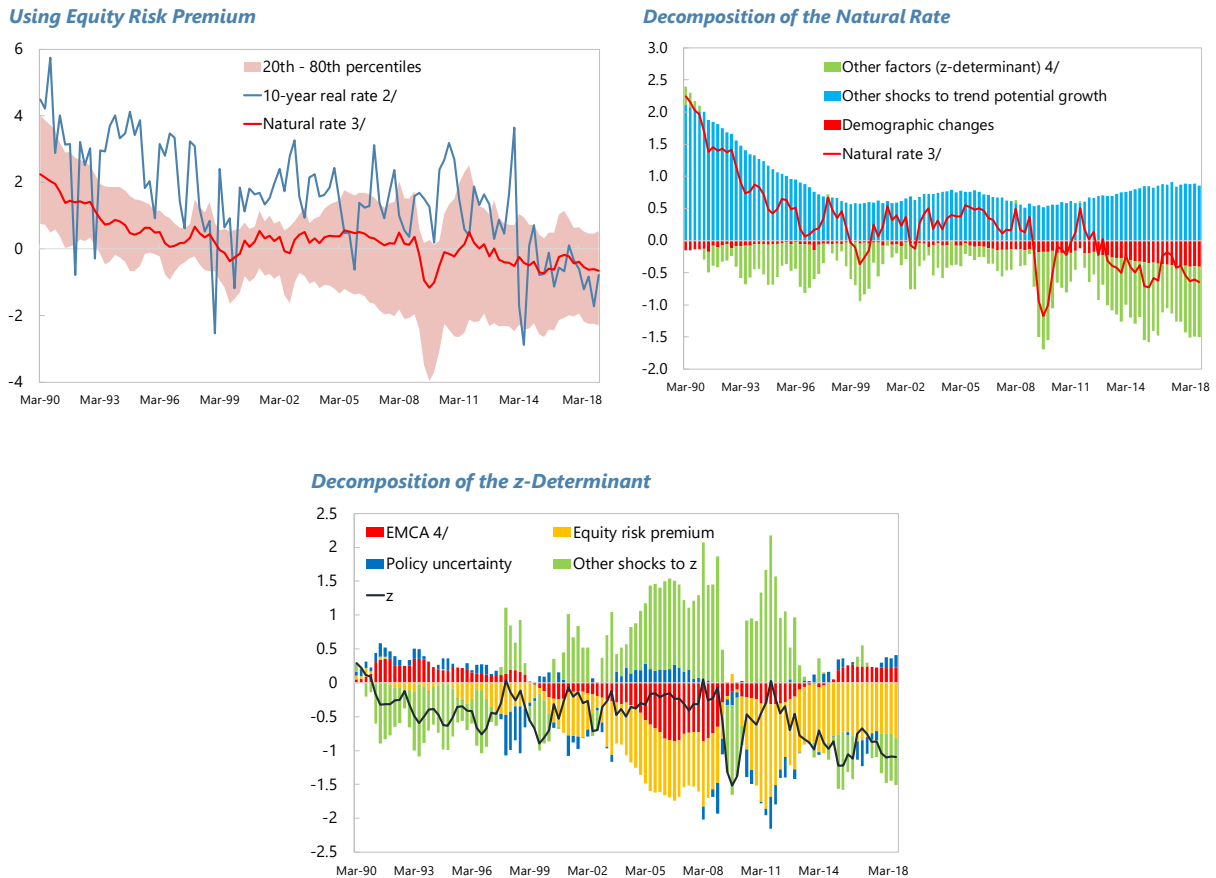 Using Equity Risk Premium
6
4
2
0
-2
-4
20th - 80th percentiles
10-year real rate 2/
Natural rate 3/
Mar-90 Mar-93 Mar-96 Mar-99 Mar-02 Mar-05 Mar-08 Mar-11 Mar-14 Mar-18
Decomposition of the Natural Rate
3.0
2.5
2.0
1.5
1.0
0.5
0.0
-0.5
-1.0
-1.5
-2.0
Other factors (z-determinant) 4/
Other shocks to trend potential growth
Demographic changes
Natural rate 3/
Mar-90 Mar-93 Mar-96 Mar-99 Mar-02 Mar-05 Mar-08 Mar-11 Mar-14 Mar-18
Decomposition of the z-Determinant
2.5
2
1.5
1
0.5
0
-0.5
-1
-1.5
-2
-2.5
EMCA 4/ Equity risk premium
Policy uncertainty Other shocks to z
z
Mar-90 Mar-93 Mar-96 Mar-99 Mar-02 Mar-05 Mar-08 Mar-11 Mar-14 Mar-18